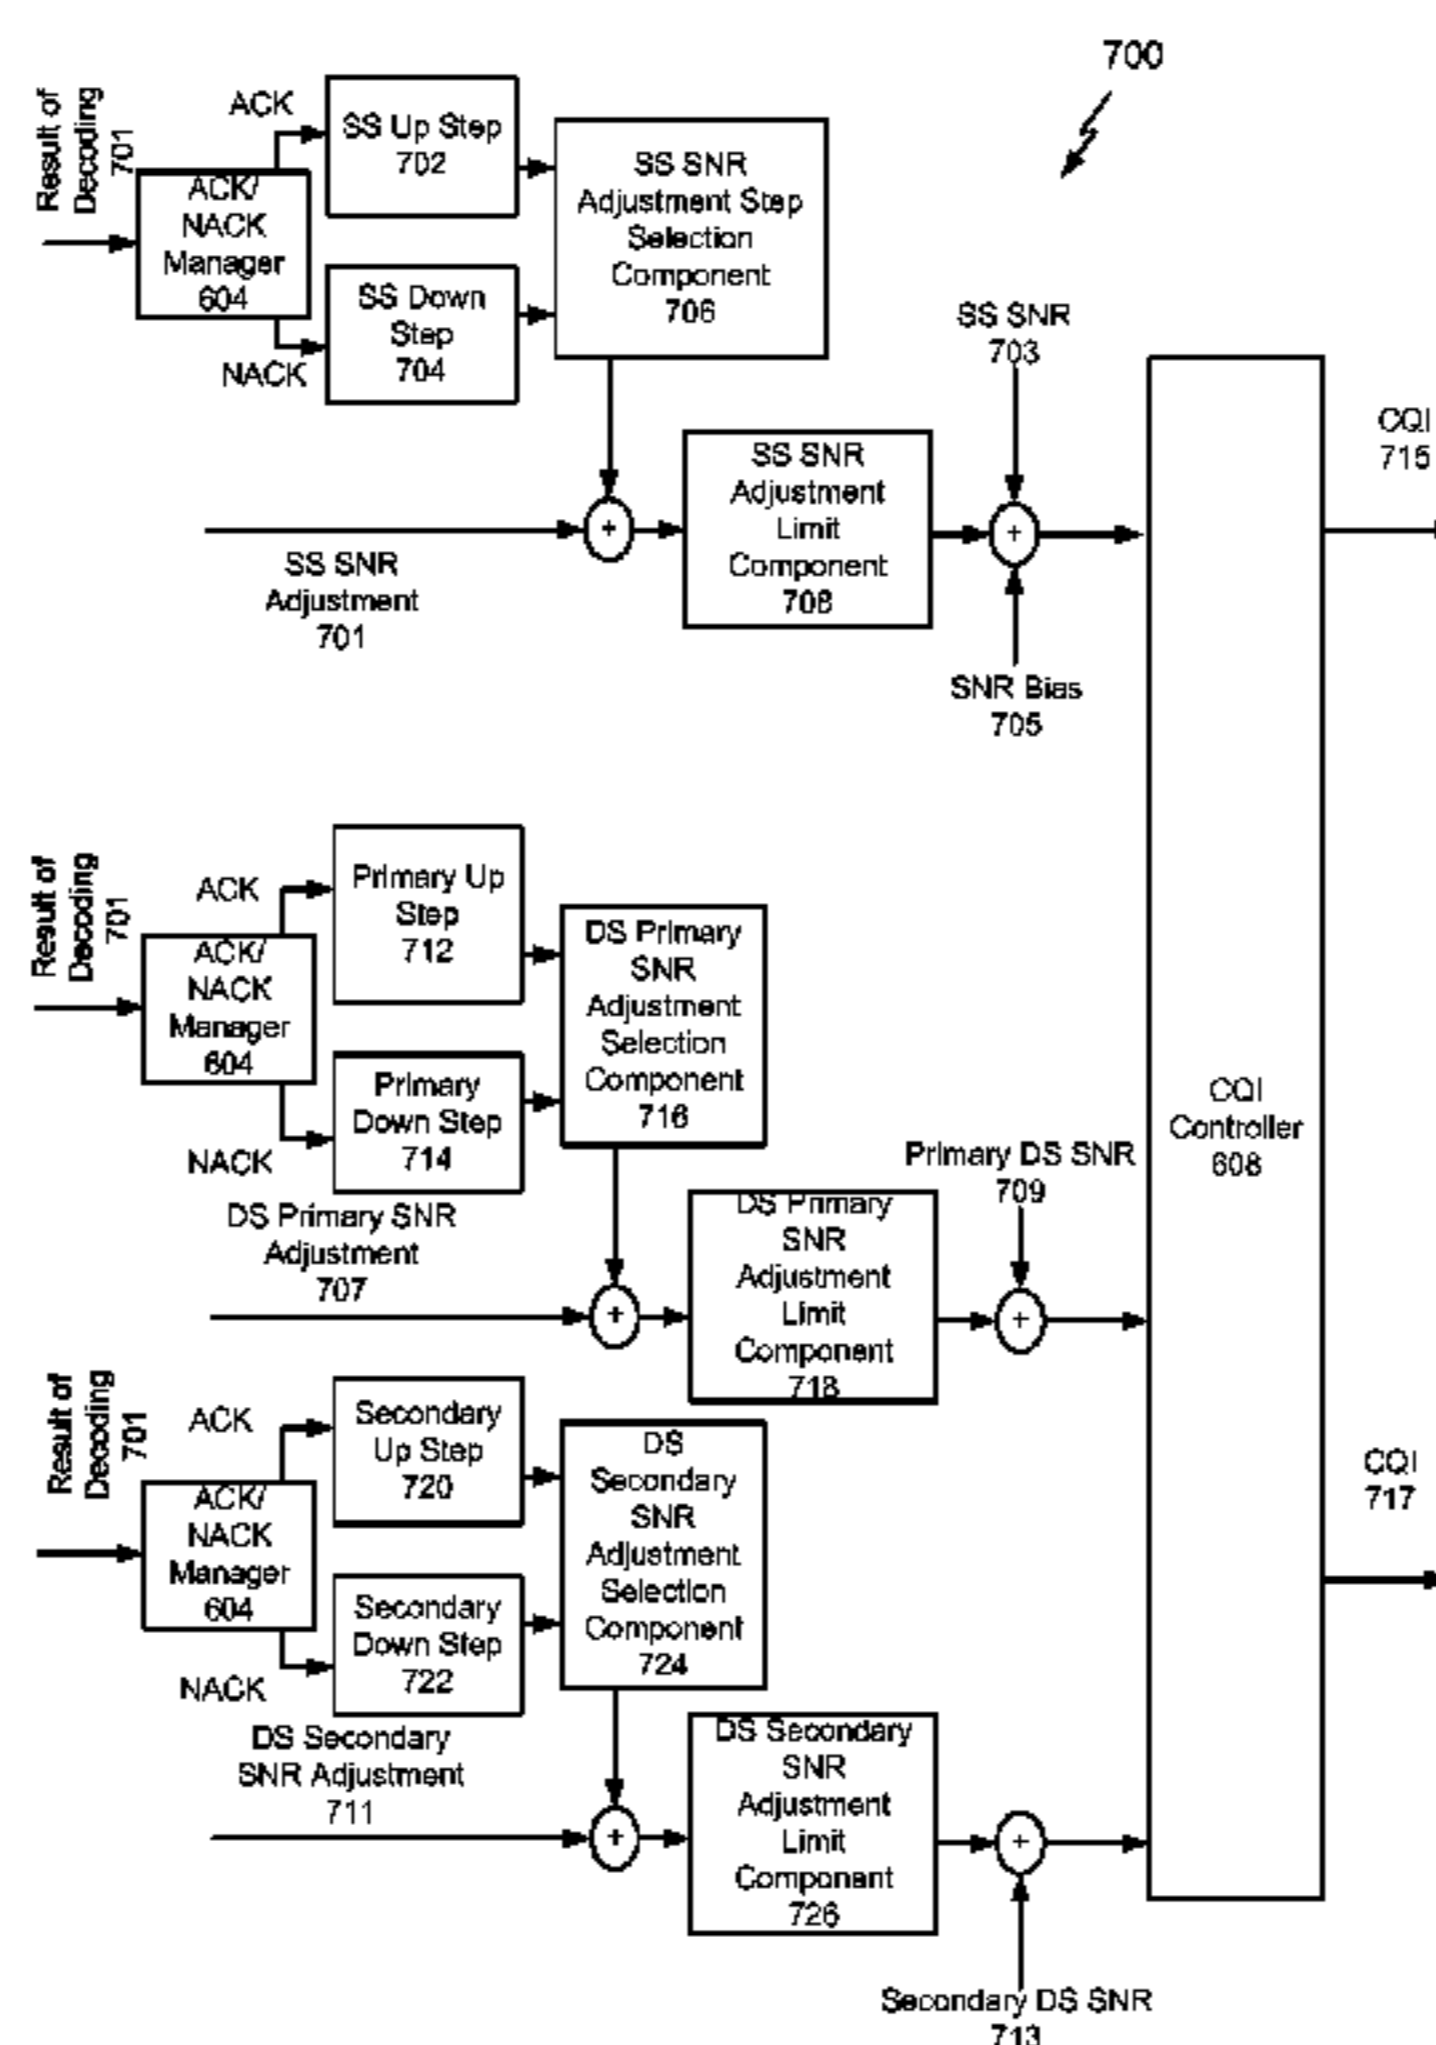 700
Result of
Decoding
701
ACK
SS Up Step
702
ACK/
NACK
Manager
604
NACK
SS Down
Step
704
SS SNR
Adjustment Step
Selection
Component
706
SS SNR
703
SS SNR
Adjustment
701
+
SS SNR
Adjustment
Limit
Component
708
+
SNR Bias
705
CQI
715
Result of
Decoding
701
ACK
Primary Up
Step
712
ACK/
NACK
Manager
604
NACK
Primary
Down Step
714
DS Primary
SNR
Adjustment
Selection
Component
716
DS Primary SNR
Adjustment
707
+
DS Primary
SNR
Adjustment
Limit
Component
718
Primary DS SNR
709
+
CQI
Controller
608
Result of
Decoding
701
ACK
Secondary
Up Step
720
ACK/
NACK
Manager
604
NACK
Secondary
Down Step
722
DS
Secondary
SNR
Adjustment
Selection
Component
724
DS Secondary
SNR Adjustment
711
+
DS Secondary
SNR
Adjustment
Limit
Component
726
+
Secondary DS SNR
713
CQI
717